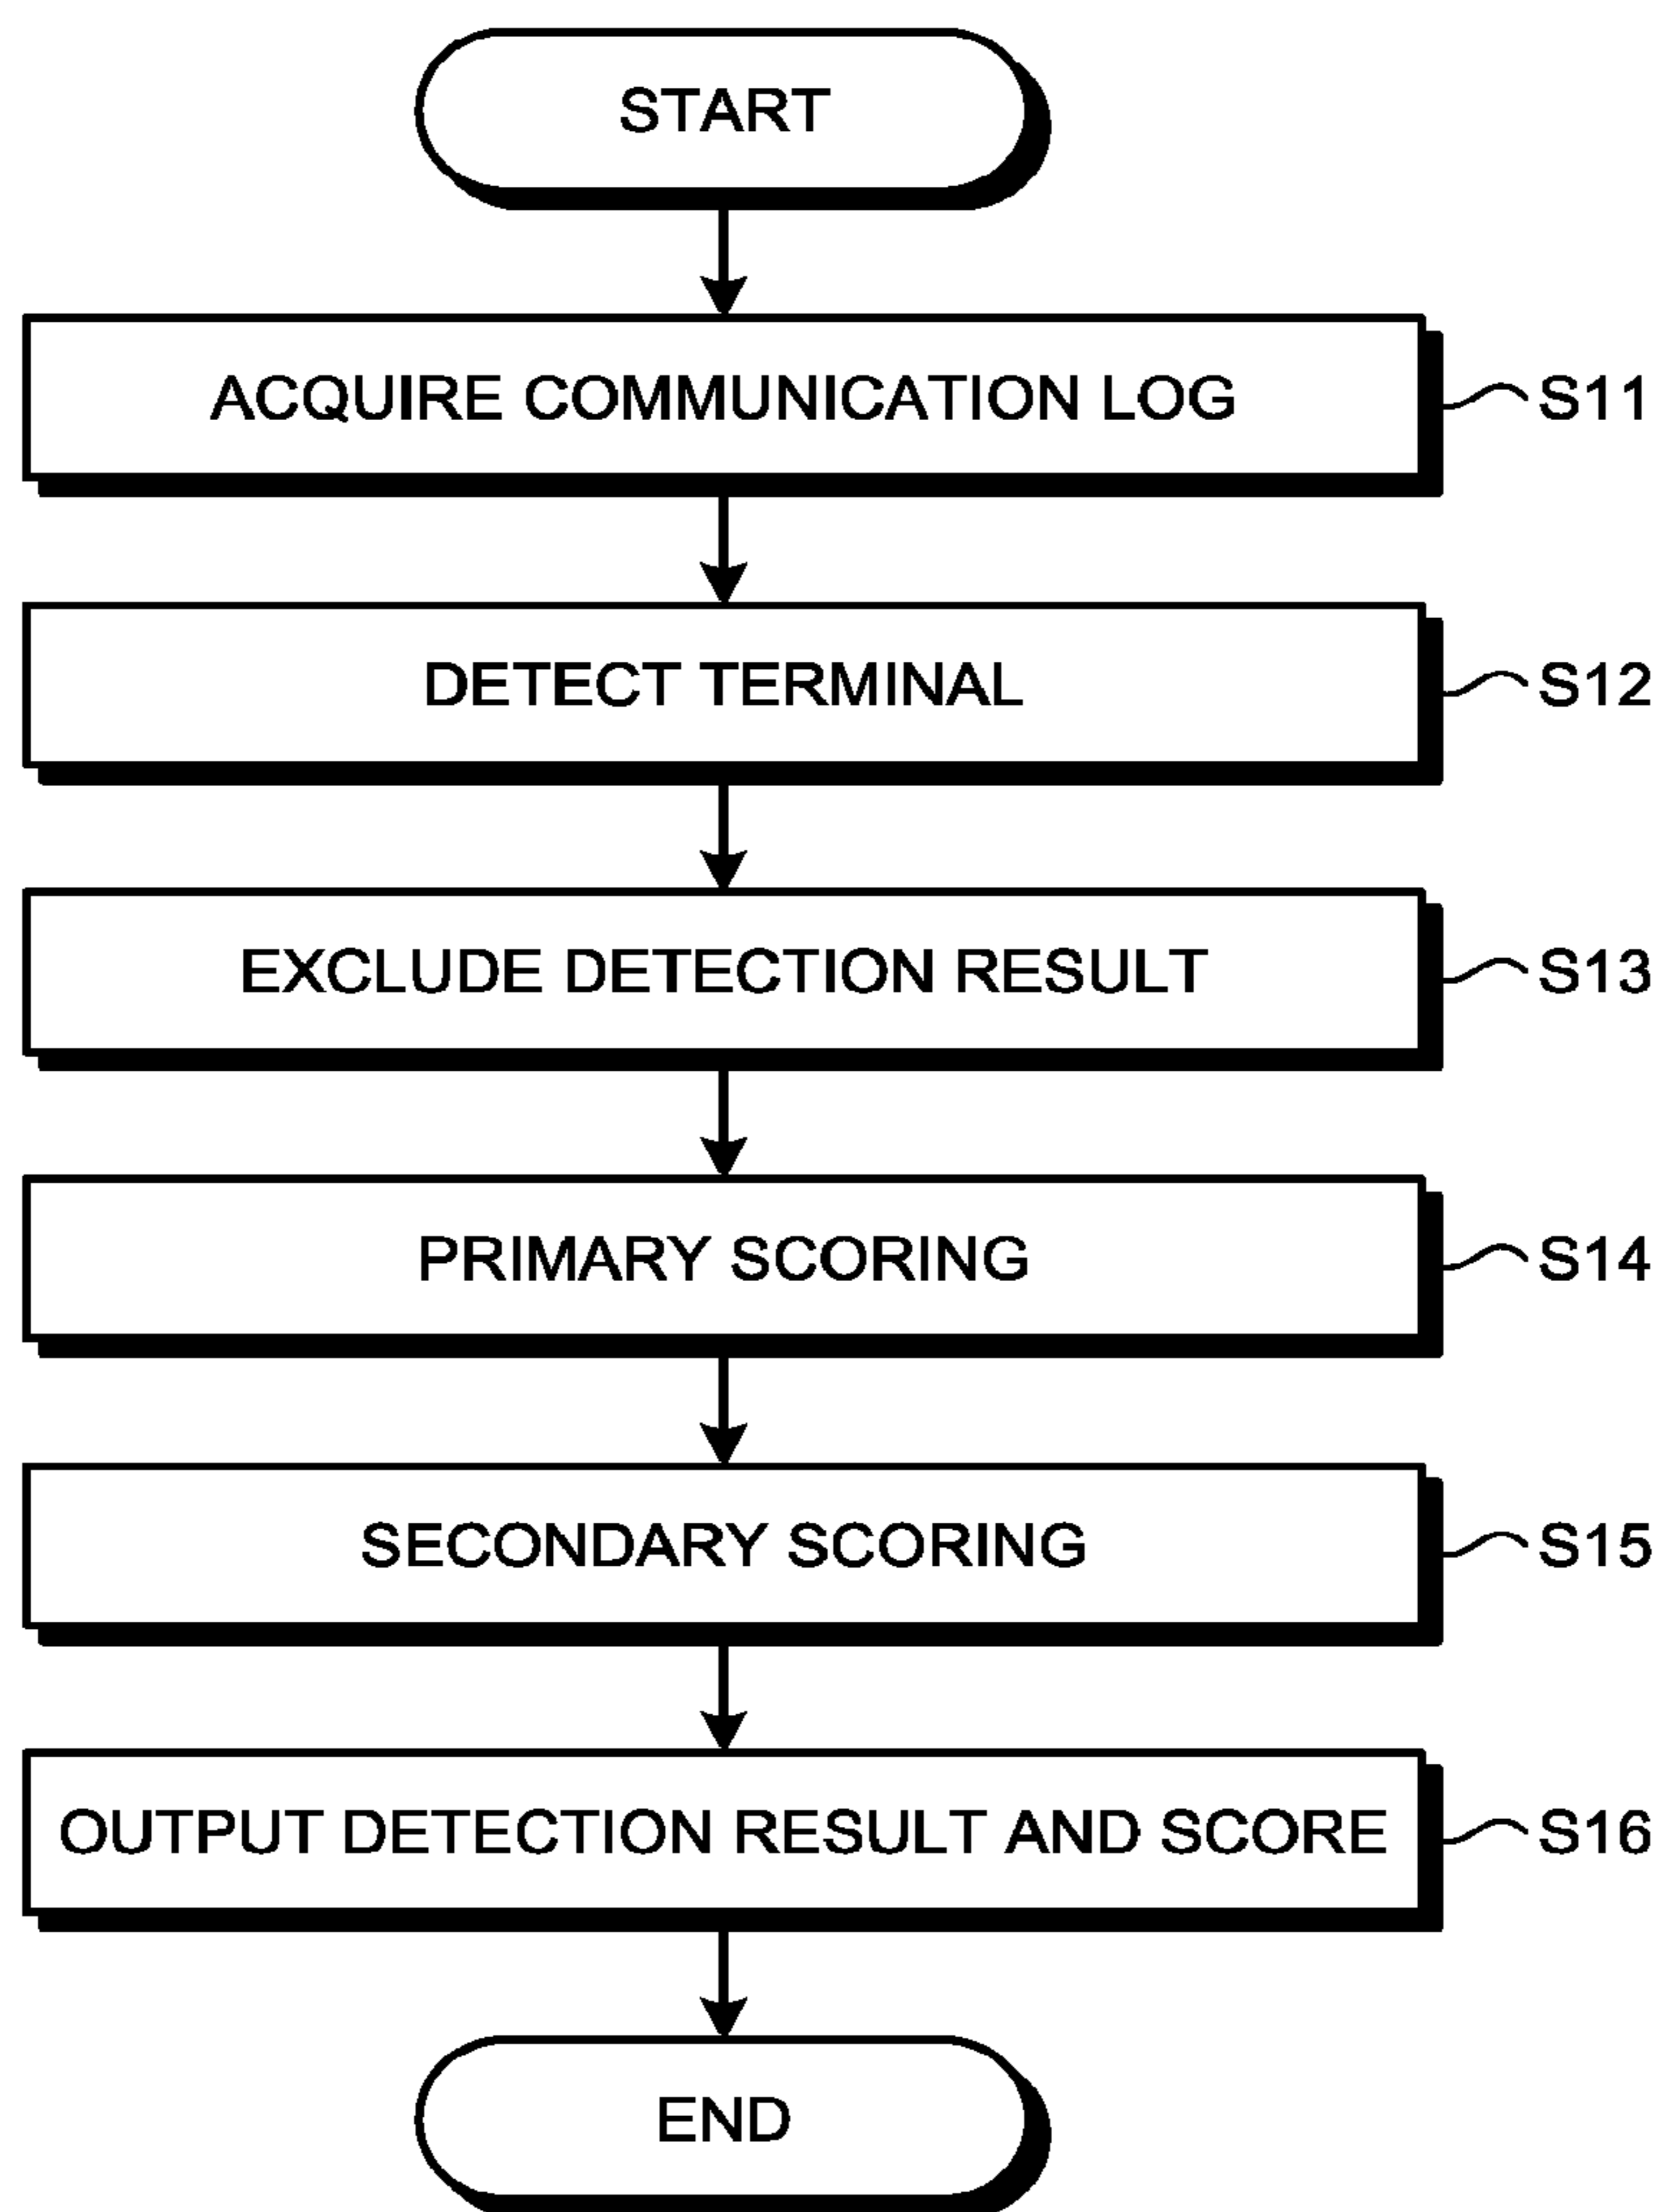 START
ACQUIRE COMMUNICATION LOG
S11
DETECT TERMINAL
S12
EXCLUDE DETECTION RESULT
S13
PRIMARY SCORING
S14
SECONDARY SCORING
S15
OUTPUT DETECTION RESULT AND SCORE
S16
END